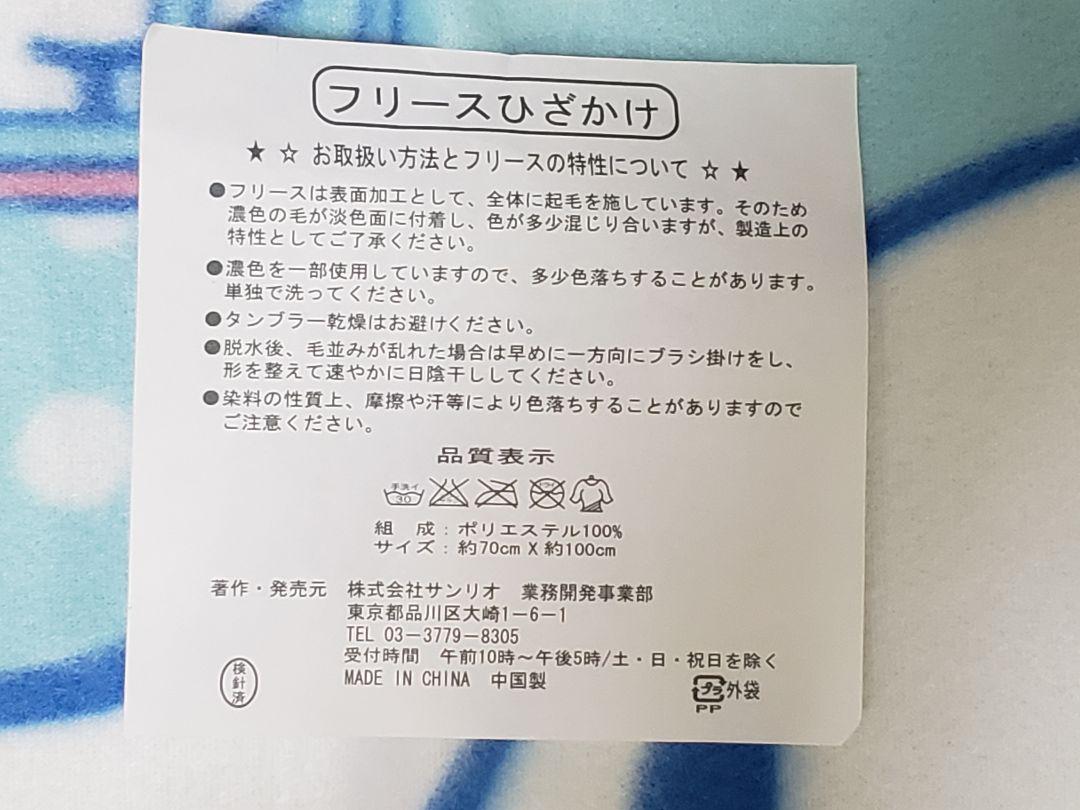 フリースひざかけ
★ ☆ お取扱い方法とフリースの特性について ☆ ★
●フリースは表面加工として、全体に起毛を施しています。そのため
濃色の毛が淡色面に付着し、色が多少混じり合いますが、製造上の
特性としてご了承ください。
●濃色を一部使用していますので、多少色落ちすることがあります。
単独で洗ってください。
●タンブラー乾燥はお避けください。
●脱水後、毛並みが乱れた場合は早めに一方向にブラシ掛けをし、
形を整えて速やかに日陰干ししてください。
●染料の性質上、摩擦や汗等により色落ちすることがありますので
ご注意ください。
品質表示
手洗イ
30
組 成：ポリエステル100%
サイズ：約70cm X 約100cm
著作・発売元 株式会社サンリオ 業務開発事業部
東京都品川区大崎1－6－1
TEL 03－3779－8305
受付時間 午前10時～午後5時/土・日・祝日を除く
MADE IN CHINA 中国製
検針済
プラ 外袋
PP